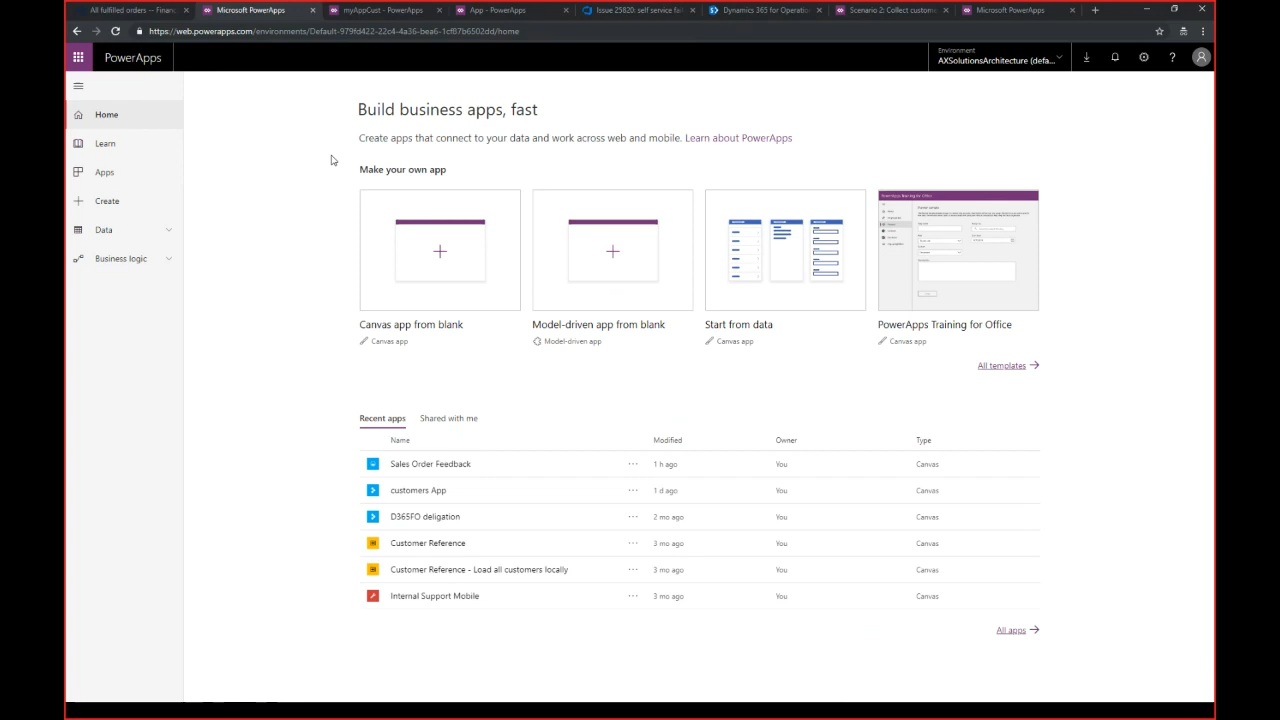 All fulfilled orders -- Financ
Microsoft PowerApps
myAppCust - PowerApps
App - PowerApps
Issue 25820: self service fail
Dynamics 365 for Operation
Scenario 2: Collect custome
Microsoft PowerApps
https://web.powerapps.com/environments/Default-979fd422-22c4-4a36-bea6-1cf87b6502dd/home
PowerApps
Environment
AXSolutionsArchitecture (defa...
Home
Learn
Apps
Create
Data
Business logic
Build business apps, fast
Create apps that connect to your data and work across web and mobile. Learn about PowerApps
Make your own app
Canvas app from blank
Canvas app
Model-driven app from blank
Model-driven app
Start from data
Canvas app
PowerApps Training for Office
PowerApps Training for Office
Canvas app
All templates
Recent apps
Shared with me
Name Modified Owner Type
Sales Order Feedback ··· 1 h ago You Canvas
customers App ··· 1 d ago You Canvas
D365FO deligation ··· 2 mo ago You Canvas
Customer Reference ··· 3 mo ago You Canvas
Customer Reference - Load all customers locally ··· 3 mo ago You Canvas
Internal Support Mobile ··· 3 mo ago You Canvas
All apps